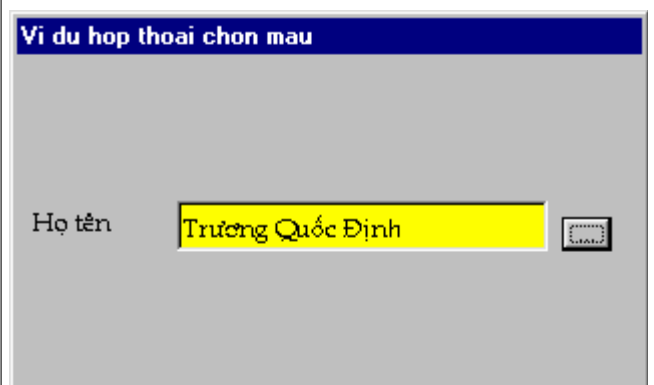 Vi du hop thoai chon mau
Họ tên
Trương Quốc Định
...